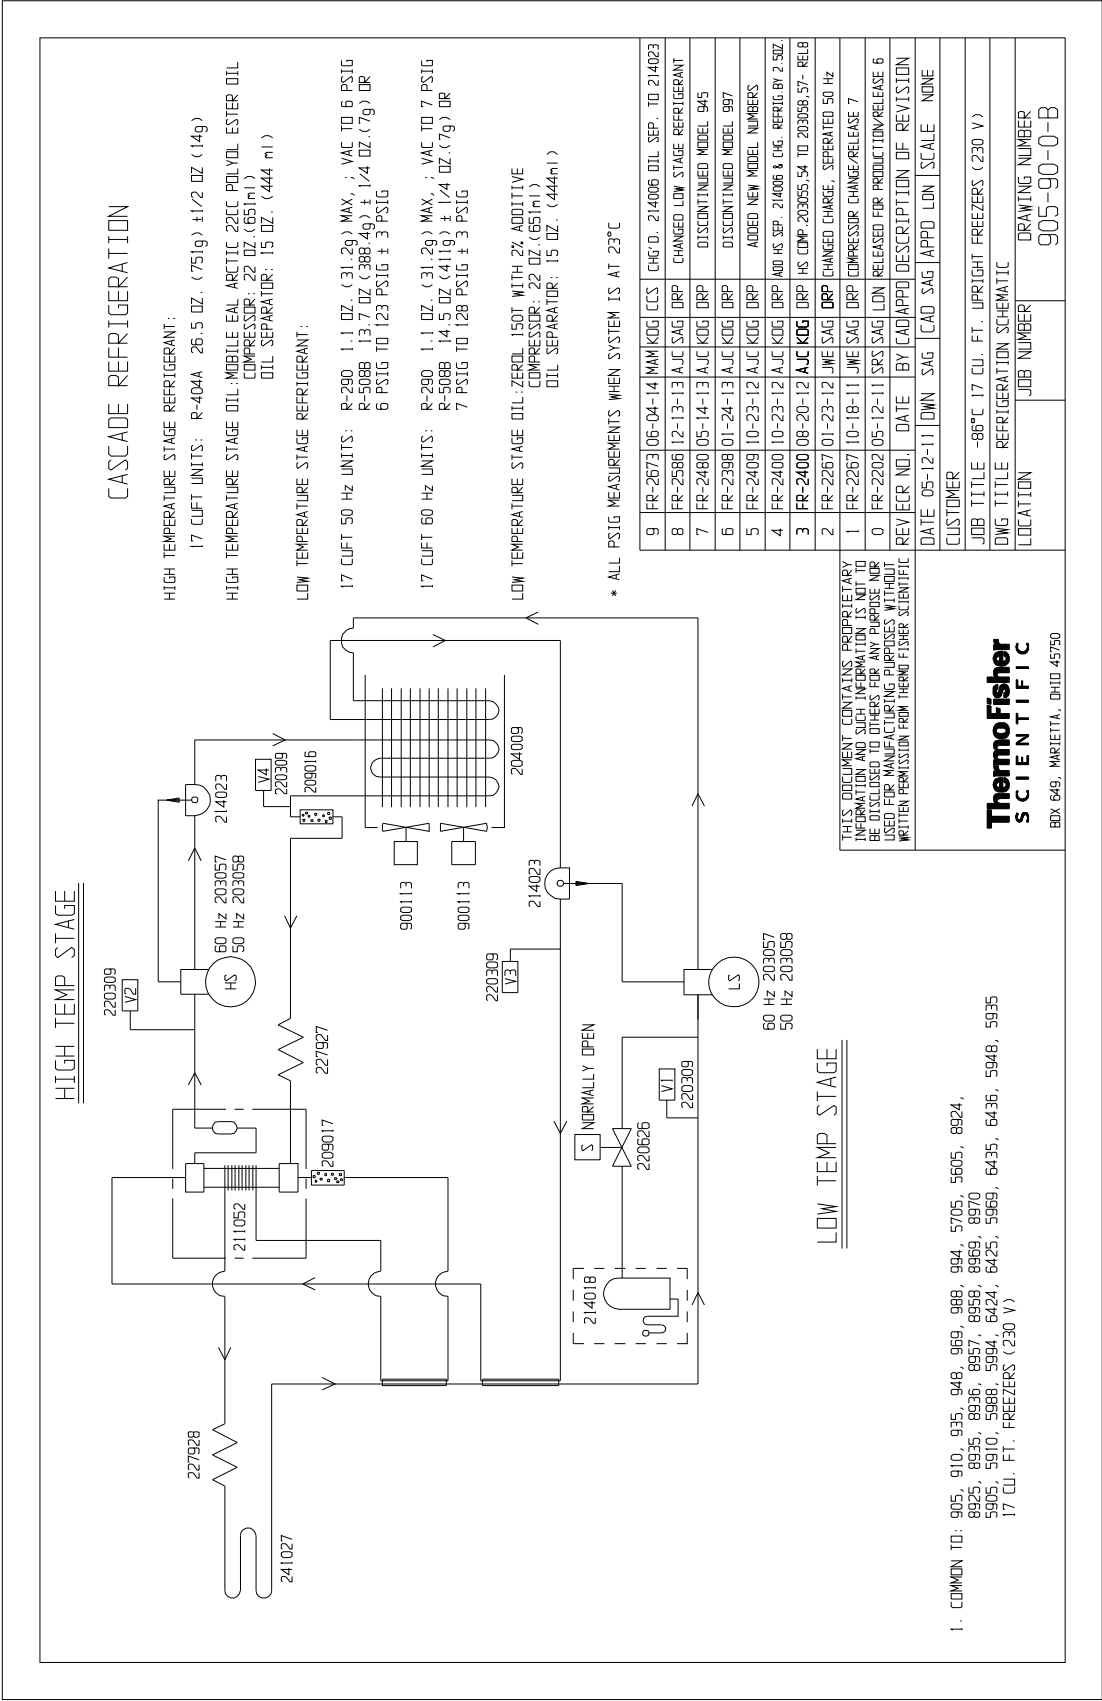 CASCADE REFRIGERATION
HIGH TEMPERATURE STAGE REFRIGERANT:
17 CUFT UNITS: R-404A 26.5 OZ. (751g) ±1/2 OZ (14g)
HIGH TEMPERATURE STAGE OIL:MOBILE EAL ARCTIC 22CC POLYOL ESTER OIL
COMPRESSOR: 22 OZ.(651ml)
OIL SEPARATOR: 15 OZ. (444 ml)
LOW TEMPERATURE STAGE REFRIGERANT:
17 CUFT 50 Hz UNITS: R-290 1.1 OZ. (31.2g) MAX, ; VAC TO 6 PSIG
R-508B 13.7 OZ (388.4g) ± 1/4 OZ.(7g) OR
6 PSIG TO 123 PSIG ± 3 PSIG
17 CUFT 60 Hz UNITS: R-290 1.1 OZ. (31.2g) MAX, ; VAC TO 7 PSIG
R-508B 14.5 OZ (411g) ± 1/4 OZ.(7g) OR
7 PSIG TO 128 PSIG ± 3 PSIG
LOW TEMPERATURE STAGE OIL:ZEROL 150T WITH 2% ADDITIVE
COMPRESSOR: 22 OZ.(651ml)
OIL SEPARATOR: 15 OZ. (444ml)
* ALL PSIG MEASUREMENTS WHEN SYSTEM IS AT 23°C
HIGH TEMP STAGE
220309
V2
HS
60 Hz 203057
50 Hz 203058
214023
V4
220309
209016
204009
900113
900113
227927
209017
211052
227928
241027
214023
220309
V3
S
NORMALLY OPEN
220626
214018
V1
220309
LS
60 Hz 203057
50 Hz 203058
LOW TEMP STAGE
1. COMMON TO: 905, 910, 935, 948, 969, 988, 994, 5705, 5605, 8924,
8925, 8935, 8936, 8957, 8958, 8969, 8970
5905, 5910, 5988, 5994, 6424, 6425, 5969, 6435, 6436, 5948, 5935
17 CU. FT. FREEZERS (230 V)
9 FR-2673 06-04-14 MAM KDG CCS CHG'D. 214006 OIL SEP. TO 214023
8 FR-2586 12-13-13 AJC SAG DRP CHANGED LOW STAGE REFRIGERANT
7 FR-2480 05-14-13 AJC KDG DRP DISCONTINUED MODEL 945
6 FR-2398 01-24-13 AJC KDG DRP DISCONTINUED MODEL 997
5 FR-2409 10-23-12 AJC KDG DRP ADDED NEW MODEL NUMBERS
4 FR-2400 10-23-12 AJC KDG DRP ADD HS SEP. 214006 & CHG. REFRIG.BY 2.5OZ.
3 FR-2400 08-20-12 AJC KDG DRP HS COMP.203055,54 TO 203058,57- REL8
2 FR-2267 01-23-12 JWE SAG DRP CHANGED CHARGE, SEPERATED 50 Hz
1 FR-2267 10-18-11 JWE SAG DRP COMPRESSOR CHANGE/RELEASE 7
0 FR-2202 05-12-11 SRS SAG LDN RELEASED FOR PRODUCTION/RELEASE 6
REV ECR NO. DATE BY CAD APPD DESCRIPTION OF REVISION
DATE 05-12-11 DWN SAG CAD SAG APPD LDN SCALE NONE
CUSTOMER
JOB TITLE -86°C 17 CU. FT. UPRIGHT FREEZERS (230 V)
DWG TITLE REFRIGERATION SCHEMATIC
LOCATION
JOB NUMBER
DRAWING NUMBER
905-90-0-B
THIS DOCUMENT CONTAINS PROPRIETARY
INFORMATION AND SUCH INFORMATION IS NOT TO
BE DISCLOSED TO OTHERS FOR ANY PURPOSE NOR
USED FOR MANUFACTURING PURPOSES WITHOUT
WRITTEN PERMISSION FROM THERMO FISHER SCIENTIFIC
ThermoFisher
SCIENTIFIC
BOX 649, MARIETTA, OHIO 45750